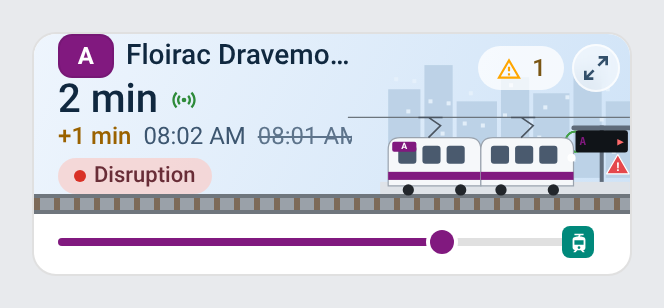 A Floirac Dravemo...
1
2 min
+1 min 08:02 AM 08:01 AM
Disruption
A
A